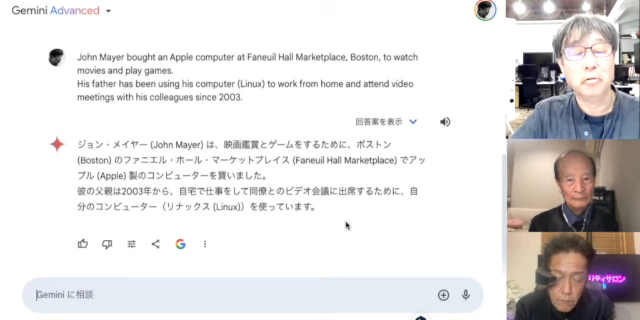 Gemini Advanced
John Mayer bought an Apple computer at Faneuil Hall Marketplace, Boston, to watch
movies and play games.
His father has been using his computer (Linux) to work from home and attend video
meetings with his colleagues since 2003.
回答案を表示
ジョン・メイヤー (John Mayer) は、映画鑑賞とゲームをするために、ボストン
(Boston) のファニエル・ホール・マーケットプレイス (Faneuil Hall Marketplace) でアッ
プル (Apple) 製のコンピューターを買いました。
彼の父親は2003年から、自宅で仕事をして同僚とのビデオ会議に出席するために、自
分のコンピューター（リナックス (Linux)）を使っています。
Gemini に相談
リティサロン